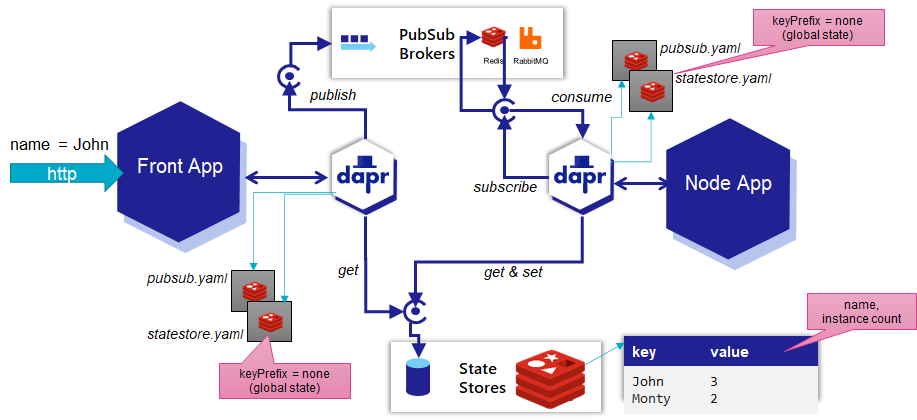 PubSub
Brokers
Redis
RabbitMQ
keyPrefix = none
(global state)
pubsub.yaml
statestore.yaml
publish
consume
name = John
http
Front App
dapr
subscribe
dapr
Node App
pubsub.yaml
get
get & set
statestore.yaml
name,
instance count
keyPrefix = none
(global state)
State
Stores
key value
John 3
Monty 2